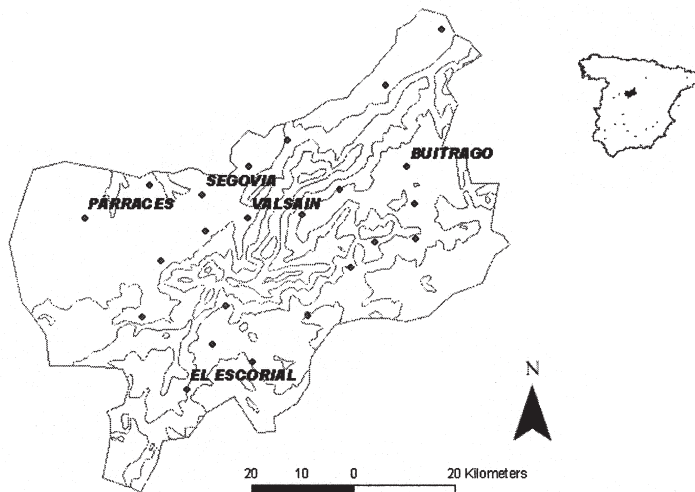 BUITRAGO
SEGOVIA
PARRACES
VALSAIN
EL ESCORIAL
N
20 10 0 20 Kilometers